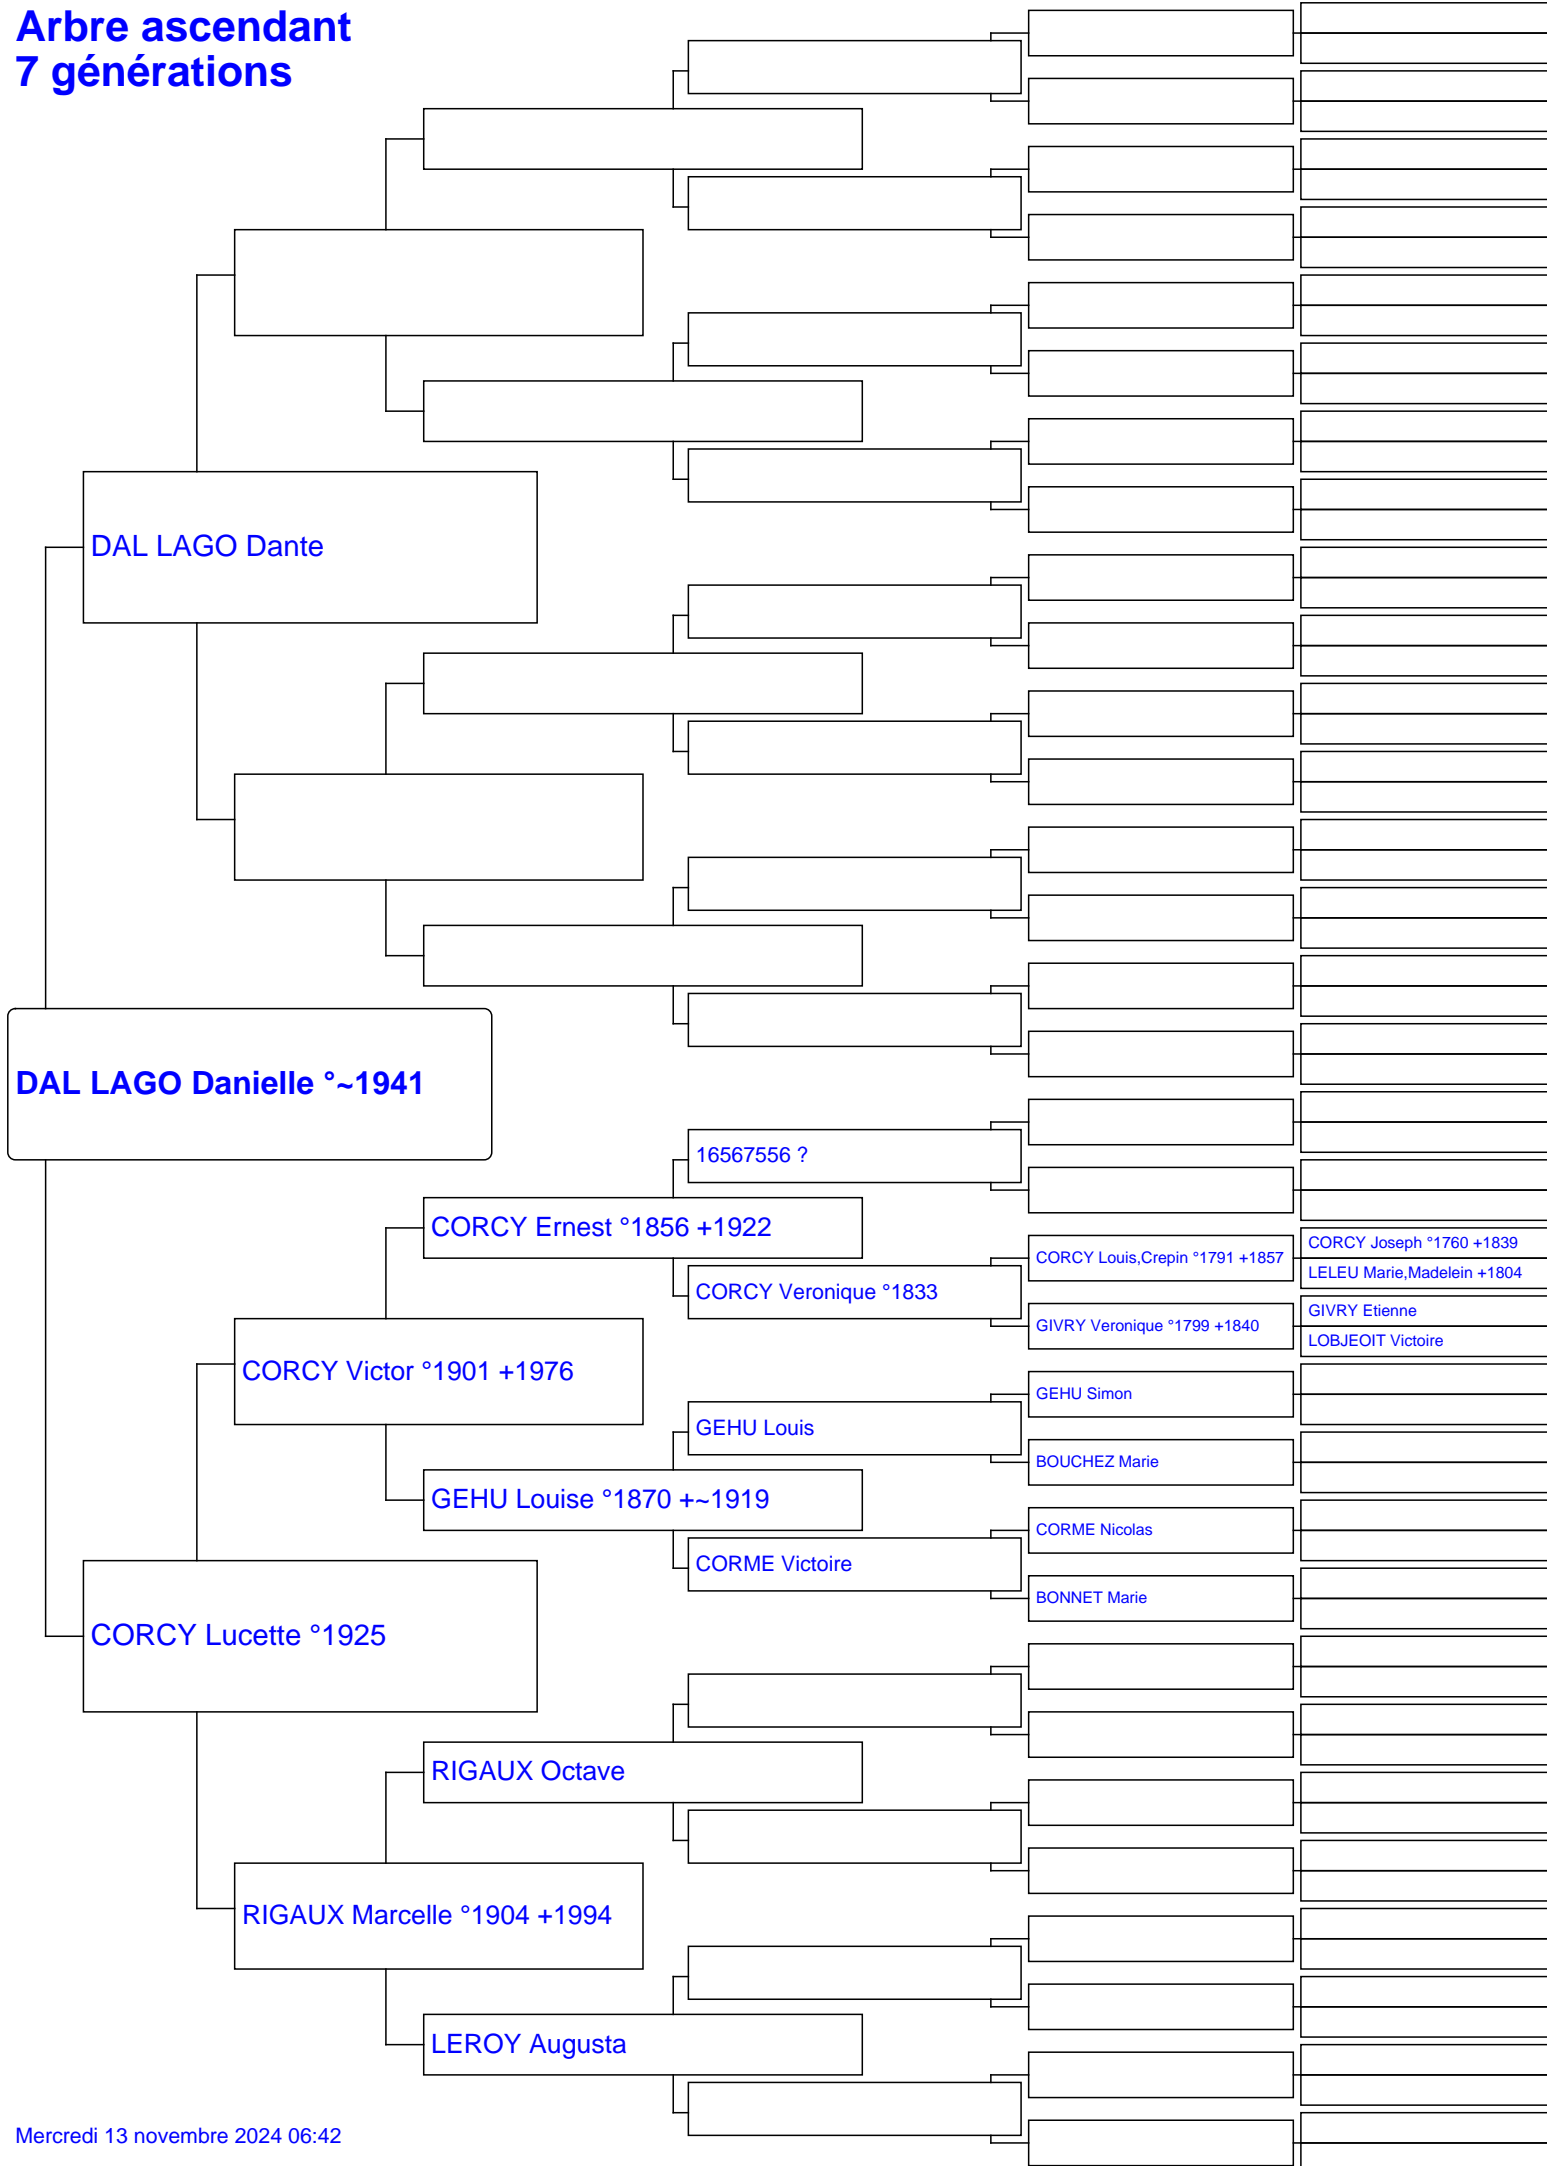 Arbre ascendant
7 générations
DAL LAGO Dante
DAL LAGO Danielle °~1941
16567556 ?
CORCY Ernest °1856 +1922
CORCY Joseph °1760 +1839
CORCY Louis,Crepin °1791 +1857
LELEU Marie,Madelein +1804
CORCY Veronique °1833
GIVRY Etienne
GIVRY Veronique °1799 +1840
LOBJEOIT Victoire
CORCY Victor °1901 +1976
GEHU Simon
GEHU Louis
BOUCHEZ Marie
GEHU Louise °1870 +~1919
CORME Nicolas
CORME Victoire
BONNET Marie
CORCY Lucette °1925
RIGAUX Octave
RIGAUX Marcelle °1904 +1994
LEROY Augusta
Mercredi 13 novembre 2024 06:42